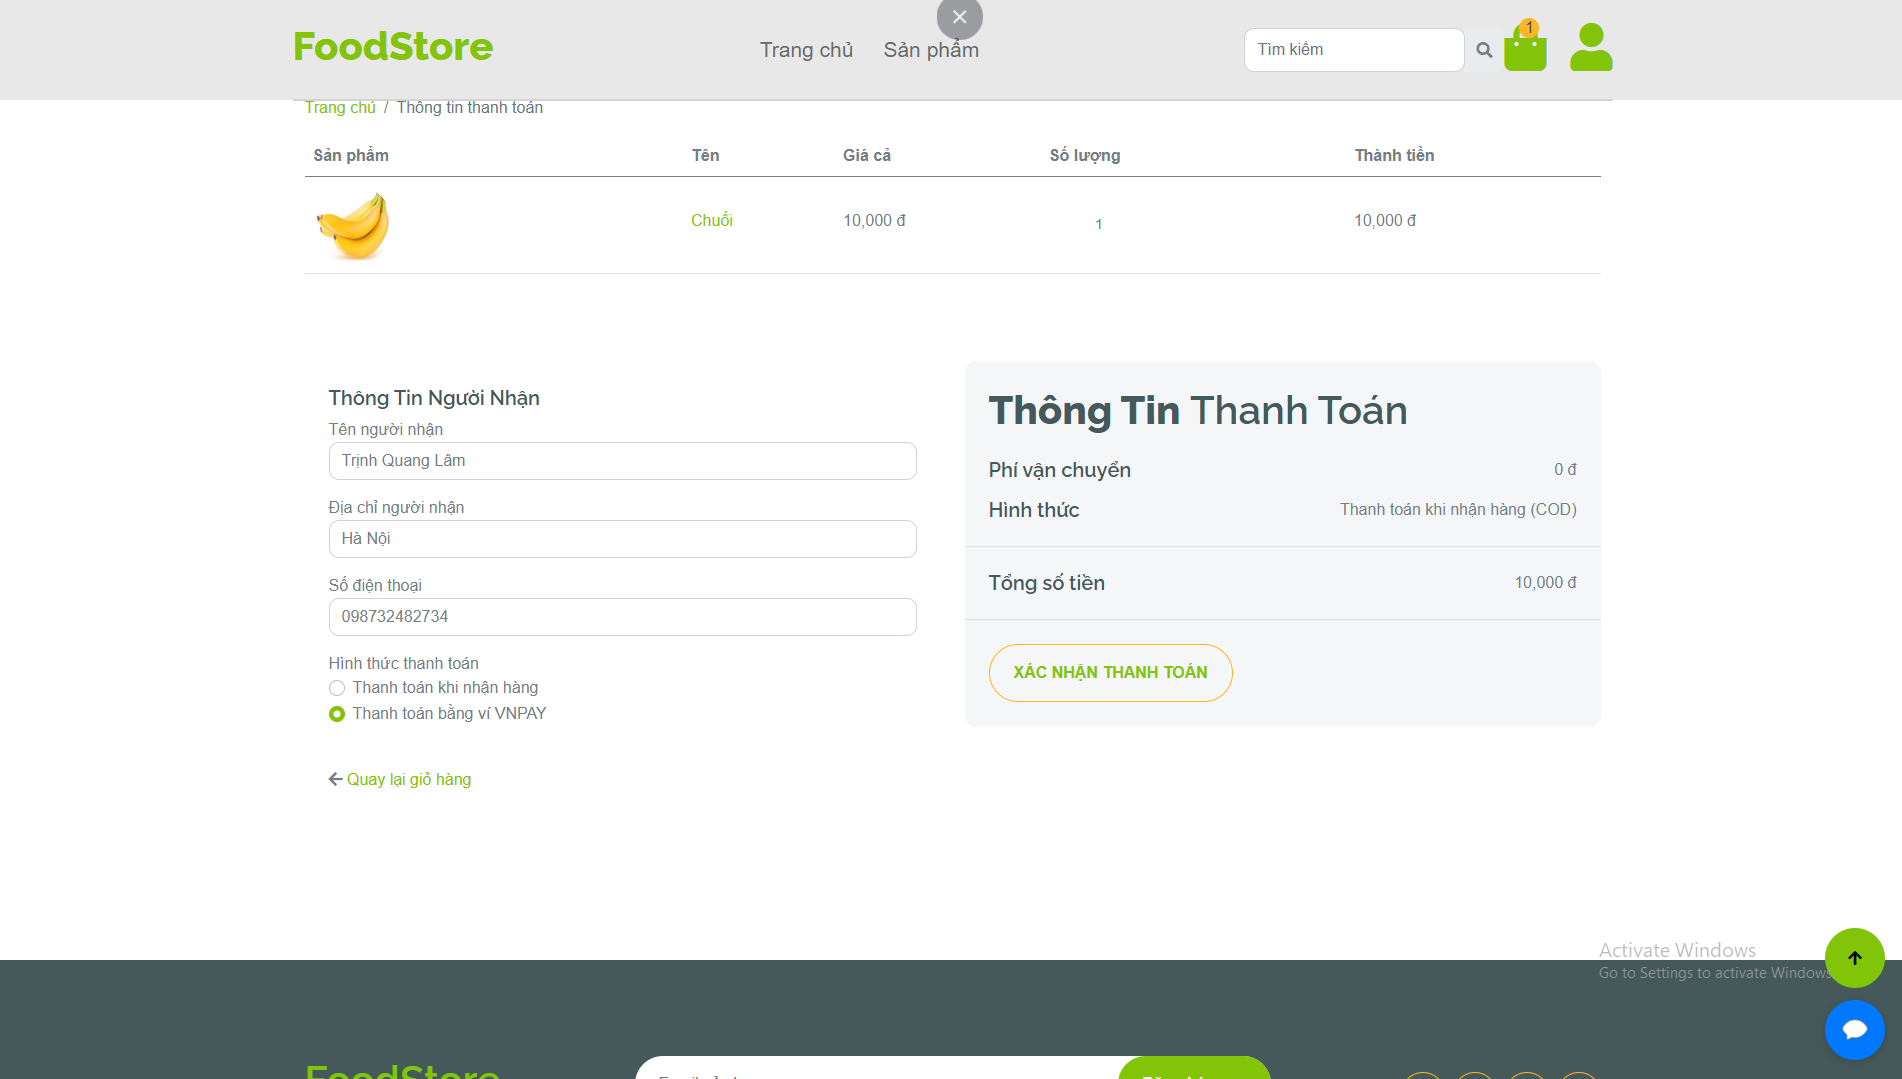 FoodStore
Trang chủ
Sản phẩm
Tìm kiếm
1
Trang chủ / Thông tin thanh toán
Sản phẩm Tên Giá cả Số lượng Thành tiền
Chuối 10,000 đ 1 10,000 đ
Thông Tin Người Nhận
Tên người nhận
Trịnh Quang Lâm
Địa chỉ người nhận
Hà Nội
Số điện thoại
098732482734
Hình thức thanh toán
Thanh toán khi nhận hàng
Thanh toán bằng ví VNPAY
Quay lại giỏ hàng
Thông Tin Thanh Toán
Phí vận chuyển 0 đ
Hình thức Thanh toán khi nhận hàng (COD)
Tổng số tiền 10,000 đ
XÁC NHẬN THANH TOÁN
Activate Windows
Go to Settings to activate Windows
FoodStore